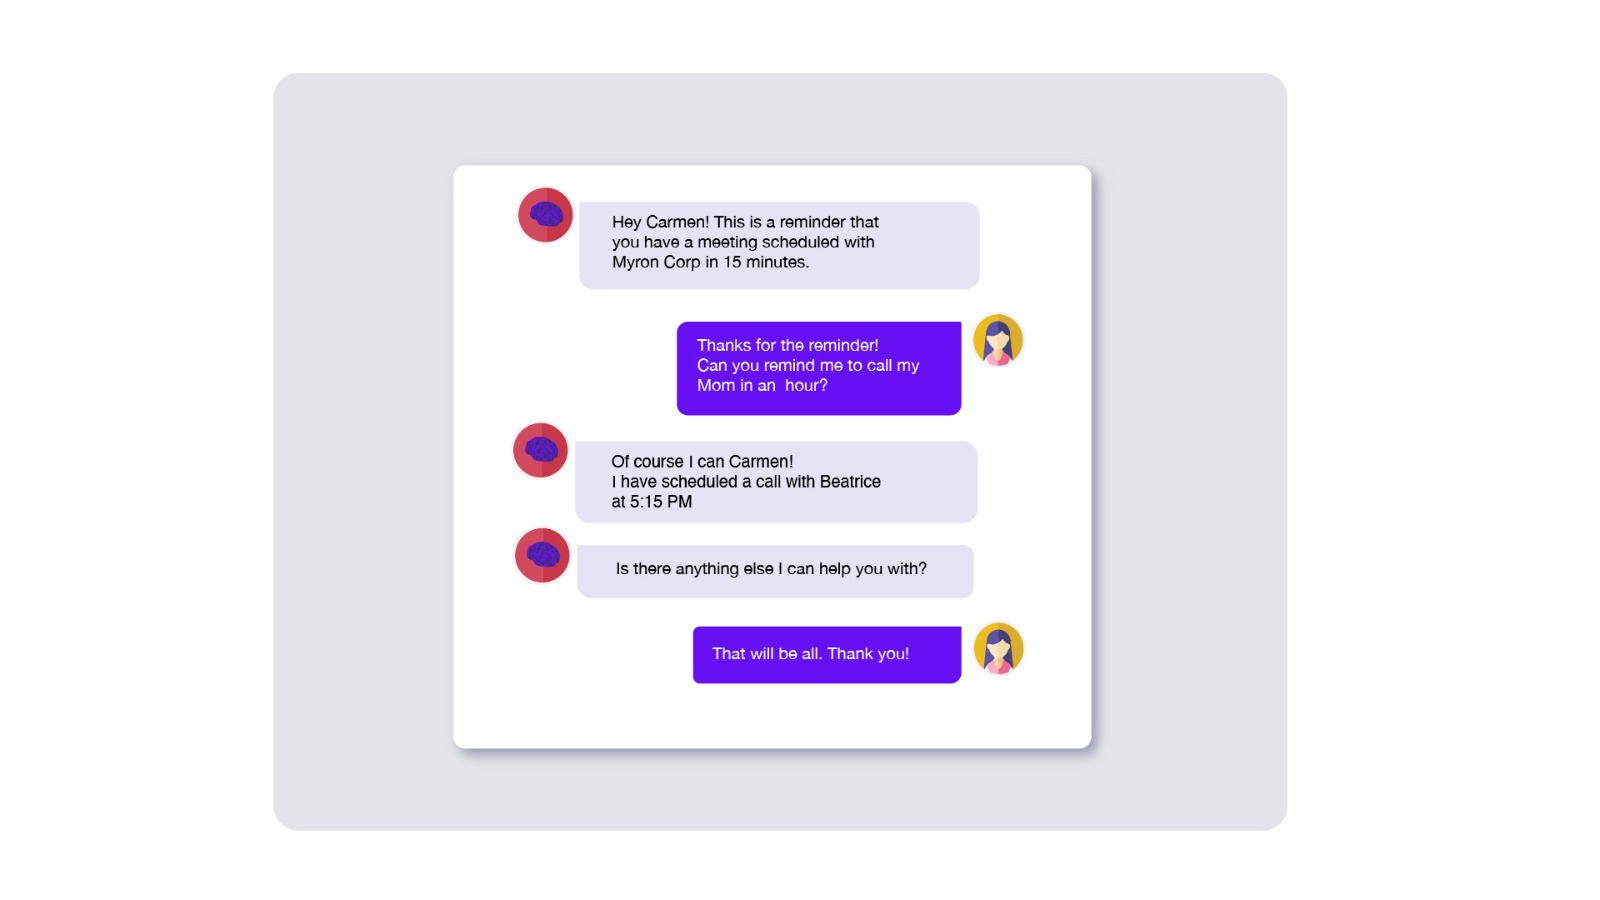 Hey Carmen! This is a reminder that
you have a meeting scheduled with
Myron Corp in 15 minutes.
Thanks for the reminder!
Can you remind me to call my
Mom in an  hour?
Of course I can Carmen!
I have scheduled a call with Beatrice
at 5:15 PM
Is there anything else I can help you with?
That will be all. Thank you!